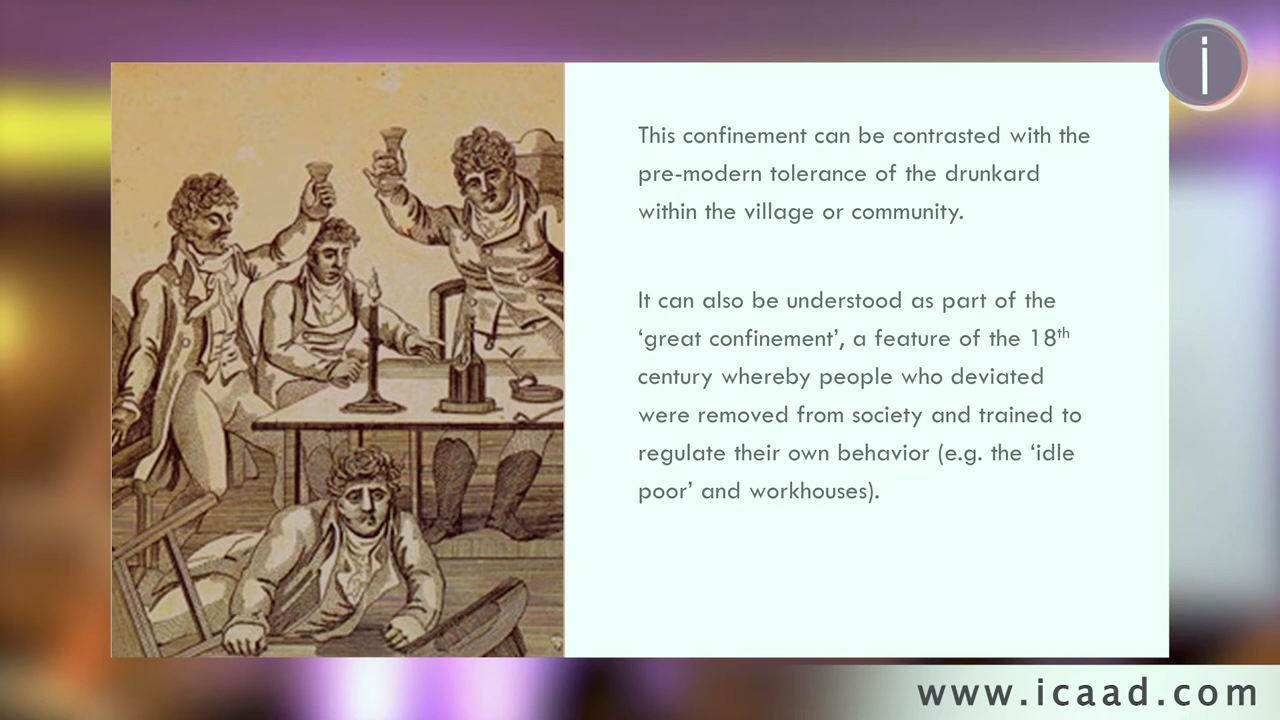 i
This confinement can be contrasted with the
pre-modern tolerance of the drunkard
within the village or community.
It can also be understood as part of the
‘great confinement’, a feature of the 18th
century whereby people who deviated
were removed from society and trained to
regulate their own behavior (e.g. the ‘idle
poor’ and workhouses).
www.icaad.com